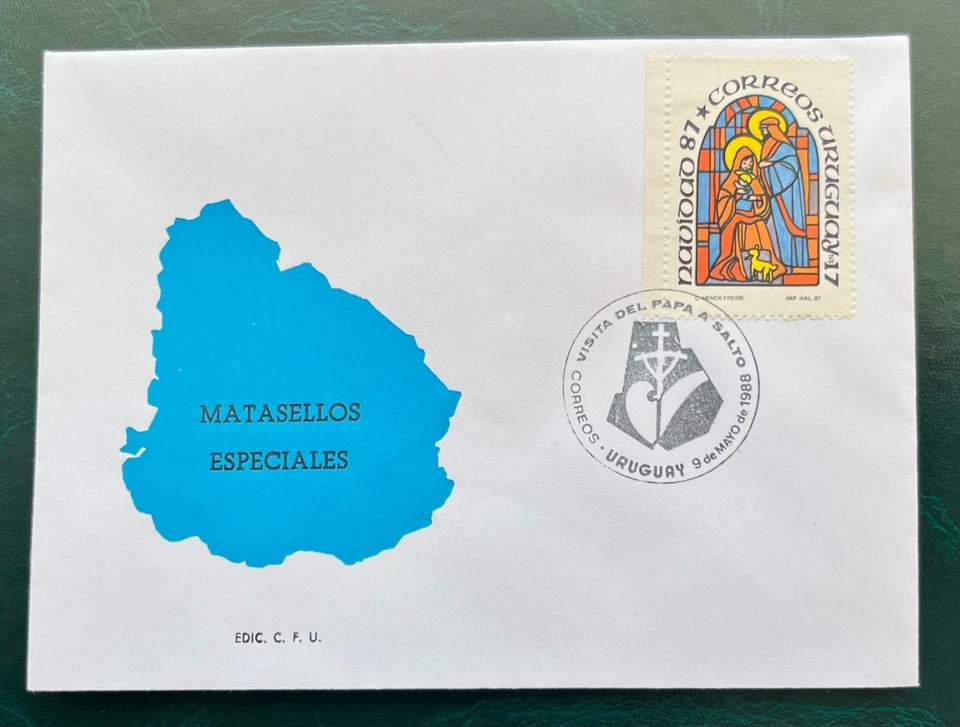 NAVIDAD 87 ★ CORREOS URUGUAY N$ 17
C. MENCK FREIRE IMP. NAL. 87
VISITA DEL PAPA A SALTO
CORREOS · URUGUAY 9 de MAYO de 1988
MATASELLOS
ESPECIALES
EDIC. C. F. U.